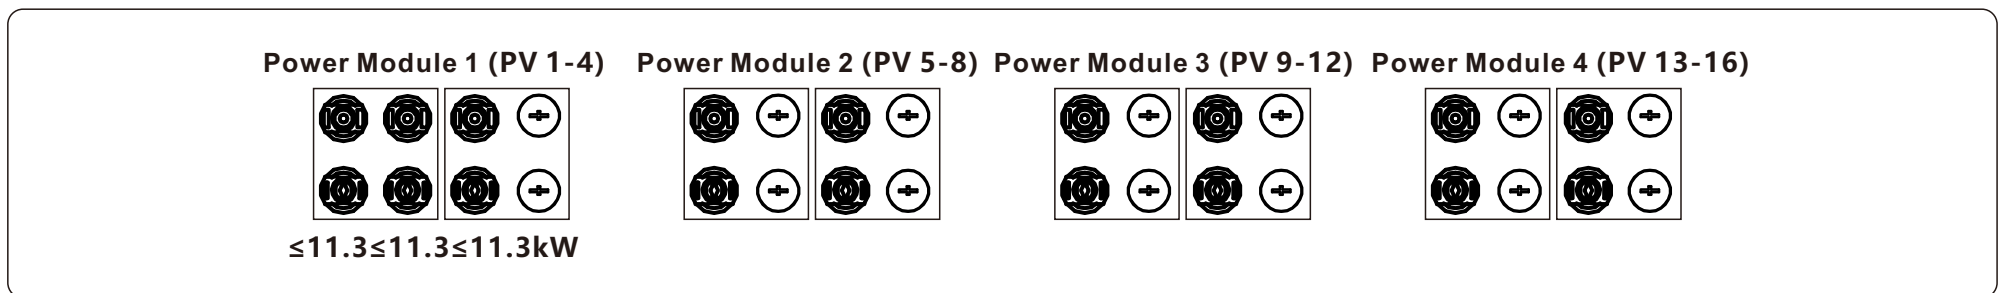 Power Module 1 (PV 1-4) Power Module 2 (PV 5-8) Power Module 3 (PV 9-12) Power Module 4 (PV 13-16)
≤11.3≤11.3≤11.3kW